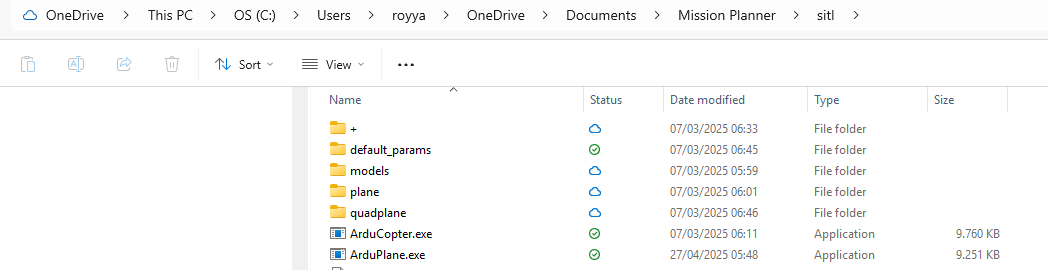 OneDrive > This PC > OS (C:) > Users > royya > OneDrive > Documents > Mission Planner > sitl >
Sort View ...
Name Status Date modified Type Size
+ 07/03/2025 06:33 File folder
default_params 07/03/2025 06:45 File folder
models 07/03/2025 05:59 File folder
plane 07/03/2025 06:01 File folder
quadplane 07/03/2025 06:46 File folder
ArduCopter.exe 07/03/2025 06:11 Application 9.760 KB
ArduPlane.exe 27/04/2025 05:48 Application 9.251 KB